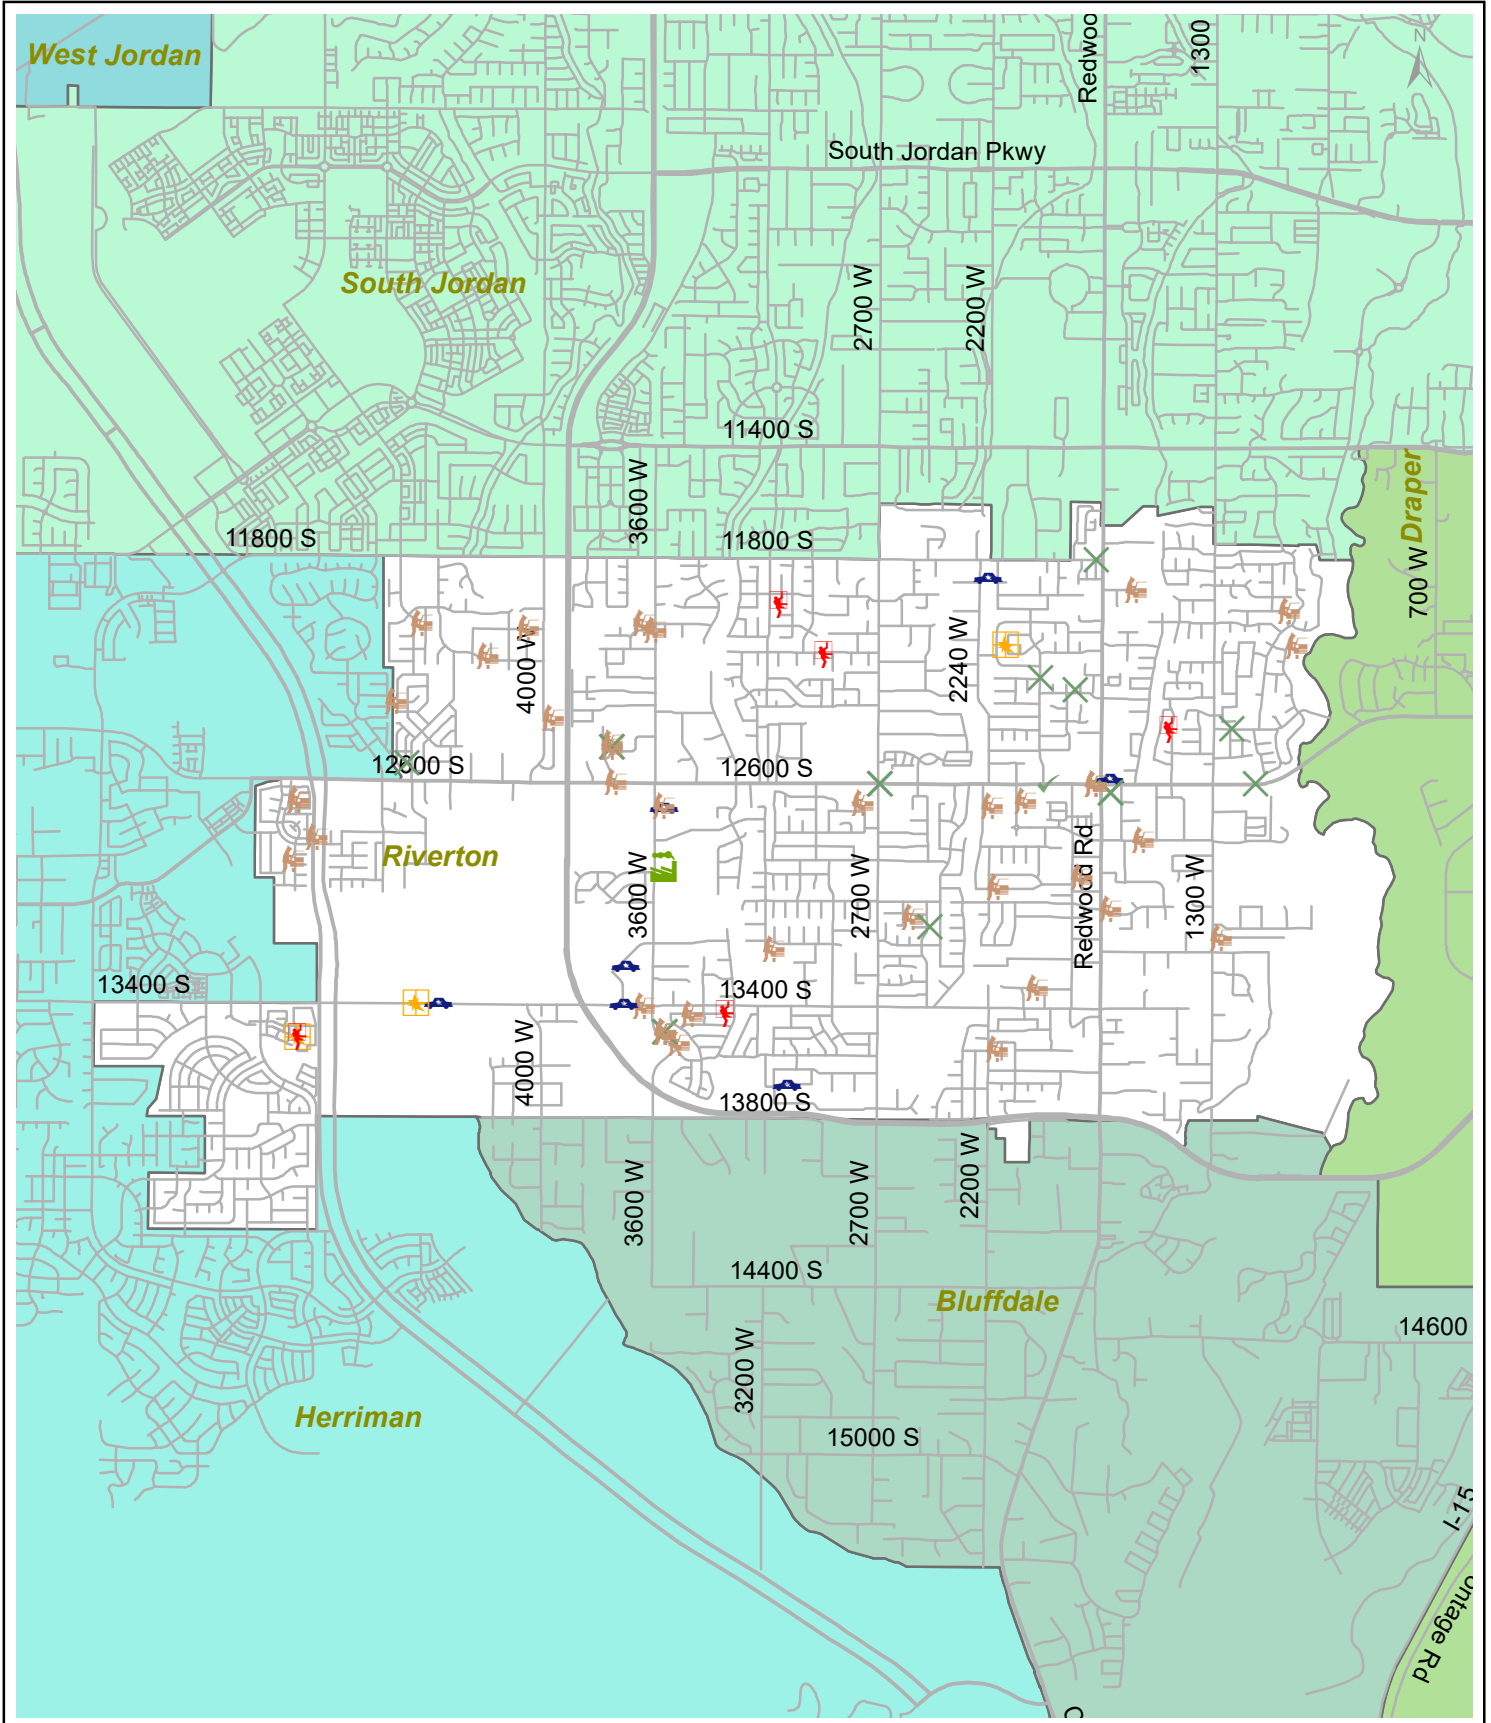 West Jordan
Redwoo
1300
N
South Jordan Pkwy
South Jordan
2700 W
2200 W
11400 S
3600 W
Draper
11800 S
11800 S
700 W
4000 W
2240 W
12600 S
12600 S
Riverton
3600 W
2700 W
Redwood Rd
1300 W
13400 S
13400 S
4000 W
13800 S
3600 W
2700 W
2200 W
14400 S
Bluffdale
14600
3200 W
Herriman
15000 S
I-15
ontage Rd